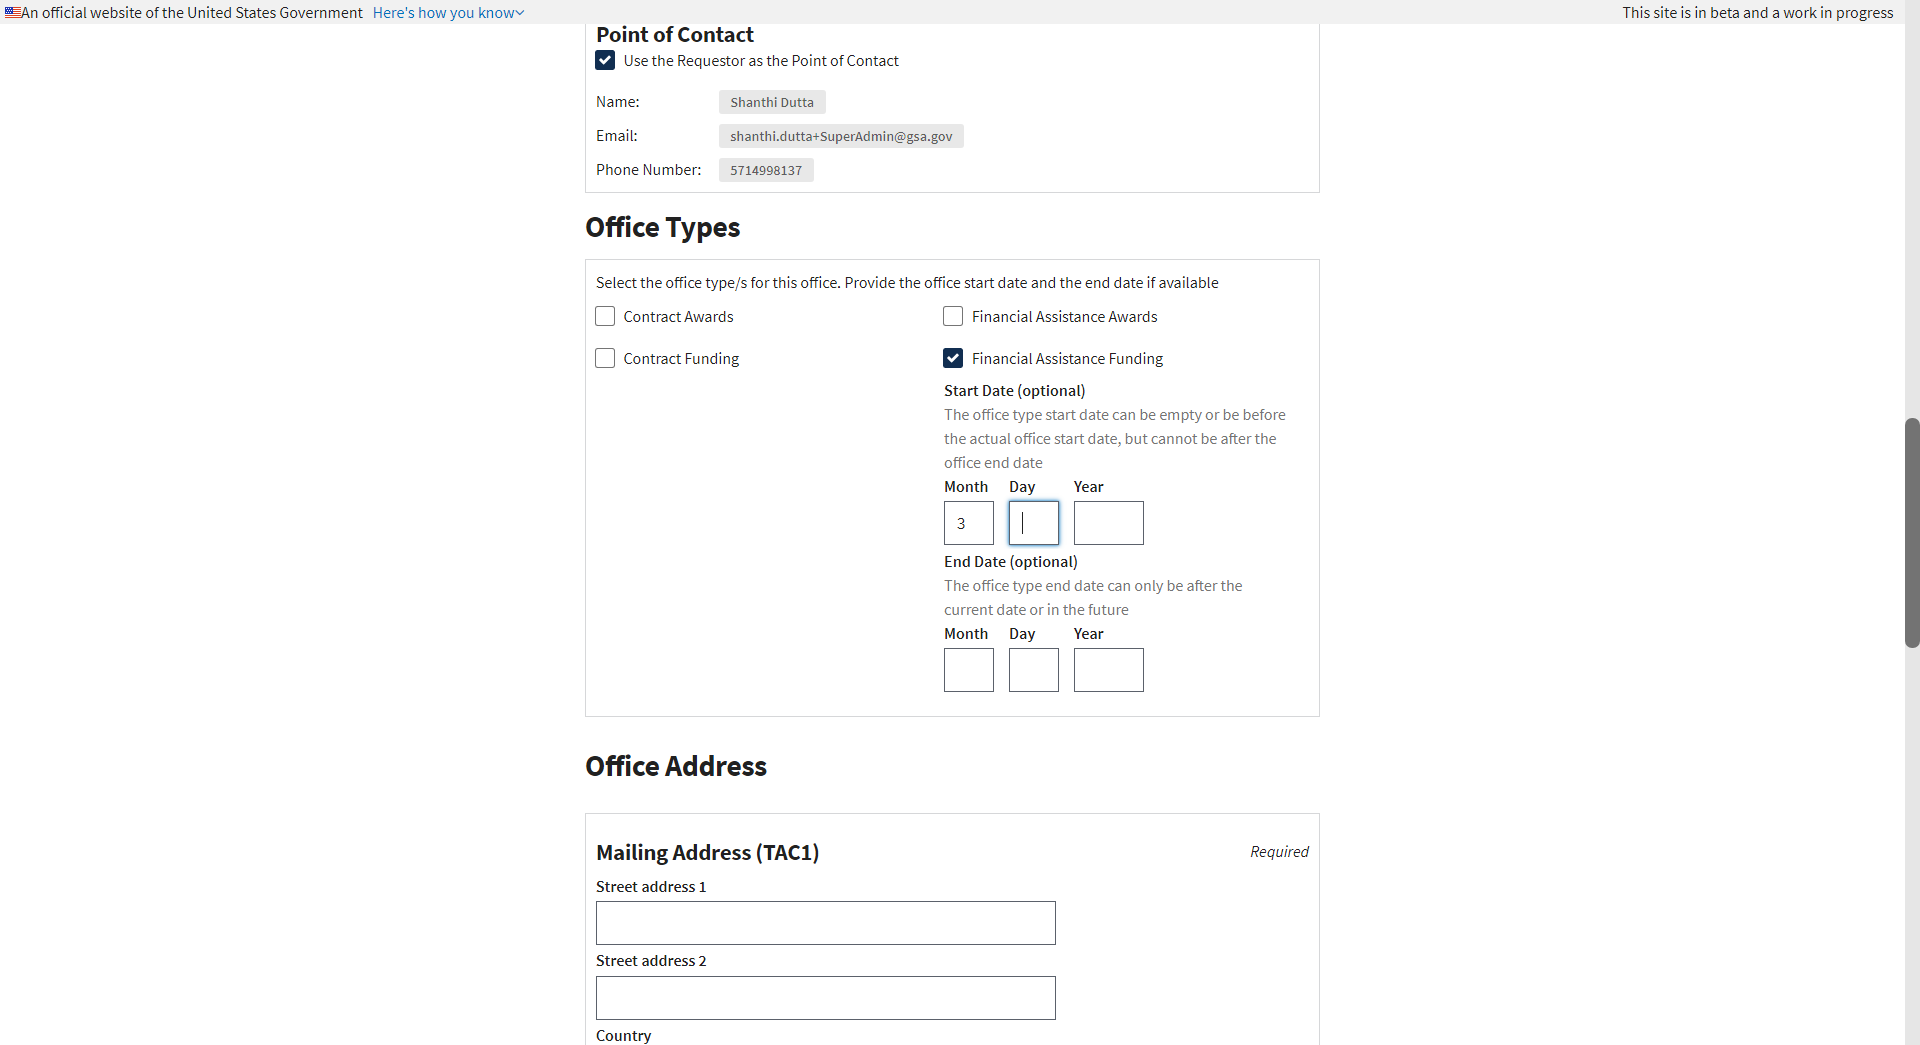 An official website of the United States Government Here's how you know
This site is in beta and a work in progress
Point of Contact
Use the Requestor as the Point of Contact
Name: Shanthi Dutta
Email: shanthi.dutta+SuperAdmin@gsa.gov
Phone Number: 5714998137
Office Types
Select the office type/s for this office. Provide the office start date and the end date if available
Contract Awards
Financial Assistance Awards
Contract Funding
Financial Assistance Funding
Start Date (optional)
The office type start date can be empty or be before
the actual office start date, but cannot be after the
office end date
Month Day Year
3
End Date (optional)
The office type end date can only be after the
current date or in the future
Month Day Year
Office Address
Mailing Address (TAC1)
Required
Street address 1
Street address 2
Country